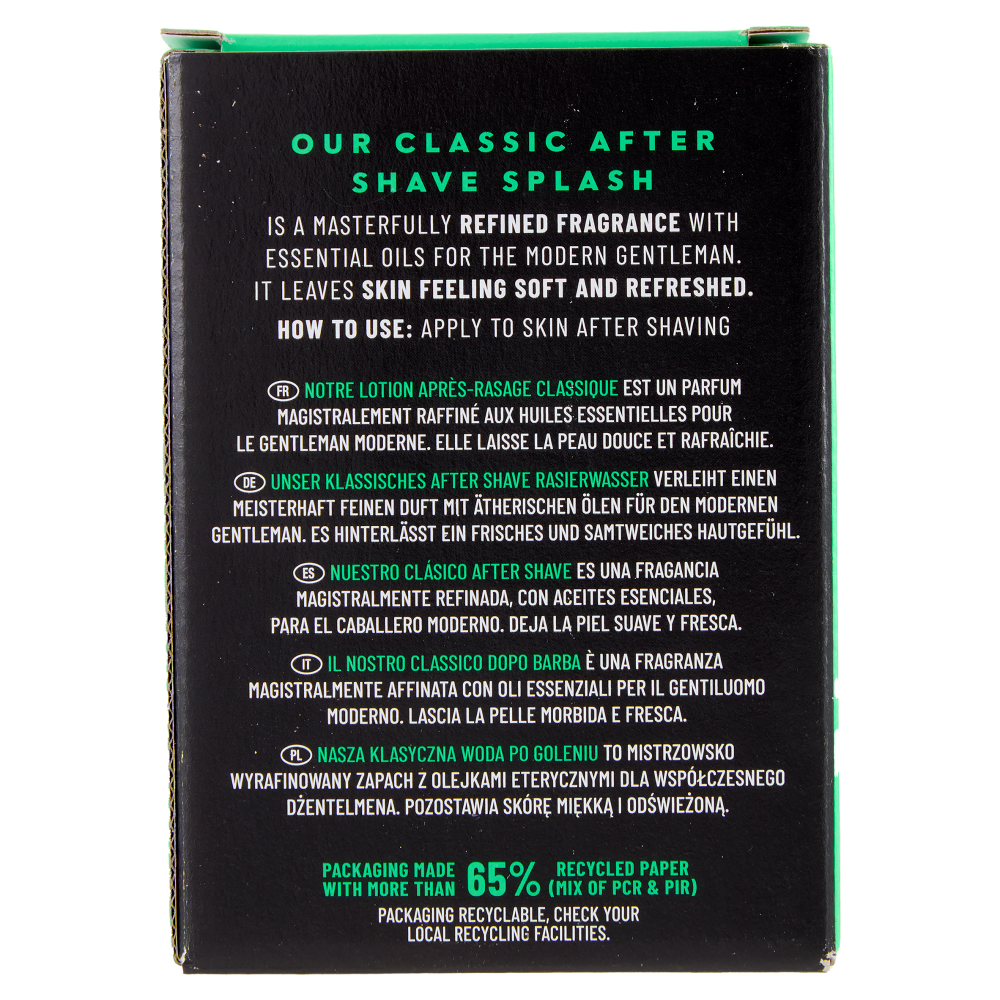 OUR CLASSIC AFTER
SHAVE SPLASH
IS A MASTERFULLY REFINED FRAGRANCE WITH
ESSENTIAL OILS FOR THE MODERN GENTLEMAN.
IT LEAVES SKIN FEELING SOFT AND REFRESHED.
HOW TO USE: APPLY TO SKIN AFTER SHAVING
FR NOTRE LOTION APRÈS-RASAGE CLASSIQUE EST UN PARFUM
MAGISTRALEMENT RAFFINÉ AUX HUILES ESSENTIELLES POUR
LE GENTLEMAN MODERNE. ELLE LAISSE LA PEAU DOUCE ET RAFRAÎCHIE.
DE UNSER KLASSISCHES AFTER SHAVE RASIERWASSER VERLEIHT EINEN
MEISTERHAFT FEINEN DUFT MIT ÄTHERISCHEN ÖLEN FÜR DEN MODERNEN
GENTLEMAN. ES HINTERLÄSST EIN FRISCHES UND SAMTWEICHES HAUTGEFÜHL.
ES NUESTRO CLÁSICO AFTER SHAVE ES UNA FRAGANCIA
MAGISTRALMENTE REFINADA, CON ACEITES ESENCIALES,
PARA EL CABALLERO MODERNO. DEJA LA PIEL SUAVE Y FRESCA.
IT IL NOSTRO CLASSICO DOPO BARBA È UNA FRAGRANZA
MAGISTRALMENTE AFFINATA CON OLI ESSENZIALI PER IL GENTILUOMO
MODERNO. LASCIA LA PELLE MORBIDA E FRESCA.
PL NASZA KLASYCZNA WODA PO GOLENIU TO MISTRZOWSKO
WYRAFINOWANY ZAPACH Z OLEJKAMI ETERYCZNYMI DLA WSPÓŁCZESNEGO
DŻENTELMENA. POZOSTAWIA SKÓRĘ MIĘKKĄ I ODŚWIEŻONĄ.
PACKAGING MADE
WITH MORE THAN
65%
RECYCLED PAPER
(MIX OF PCR & PIR)
PACKAGING RECYCLABLE, CHECK YOUR
LOCAL RECYCLING FACILITIES.